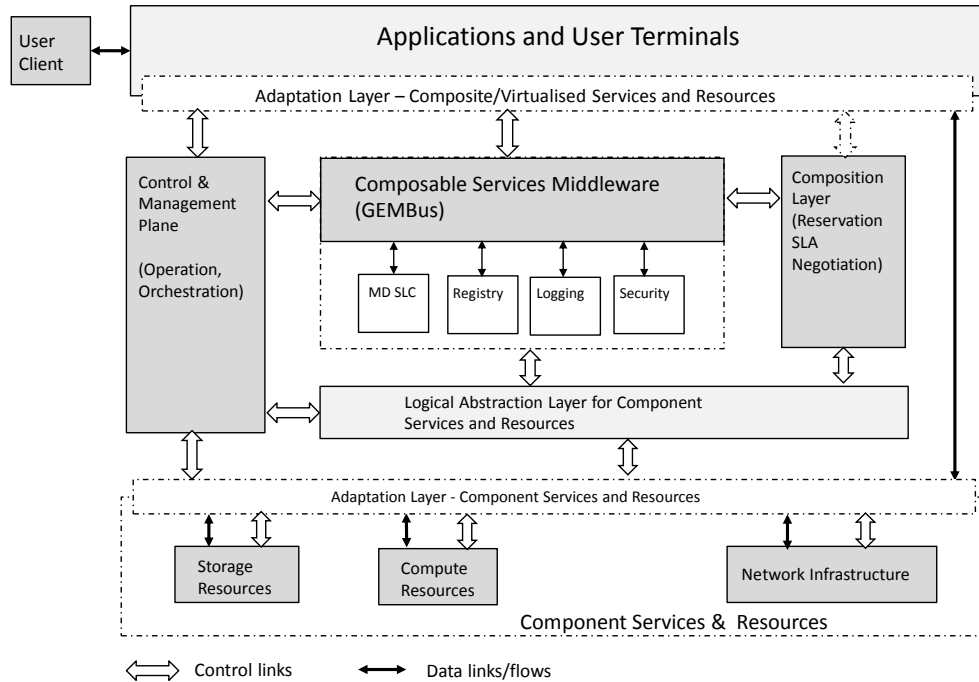 User
Client
Applications and User Terminals
Adaptation Layer – Composite/Virtualised Services and Resources
Control &
Management
Plane
(Operation,
Orchestration)
Composable Services Middleware
(GEMBus)
Composition
Layer
(Reservation
SLA
Negotiation)
MD SLC
Registry
Logging
Security
Logical Abstraction Layer for Component
Services and Resources
Adaptation Layer - Component Services and Resources
Storage
Resources
Compute
Resources
Network Infrastructure
Component Services & Resources
Control links
Data links/flows